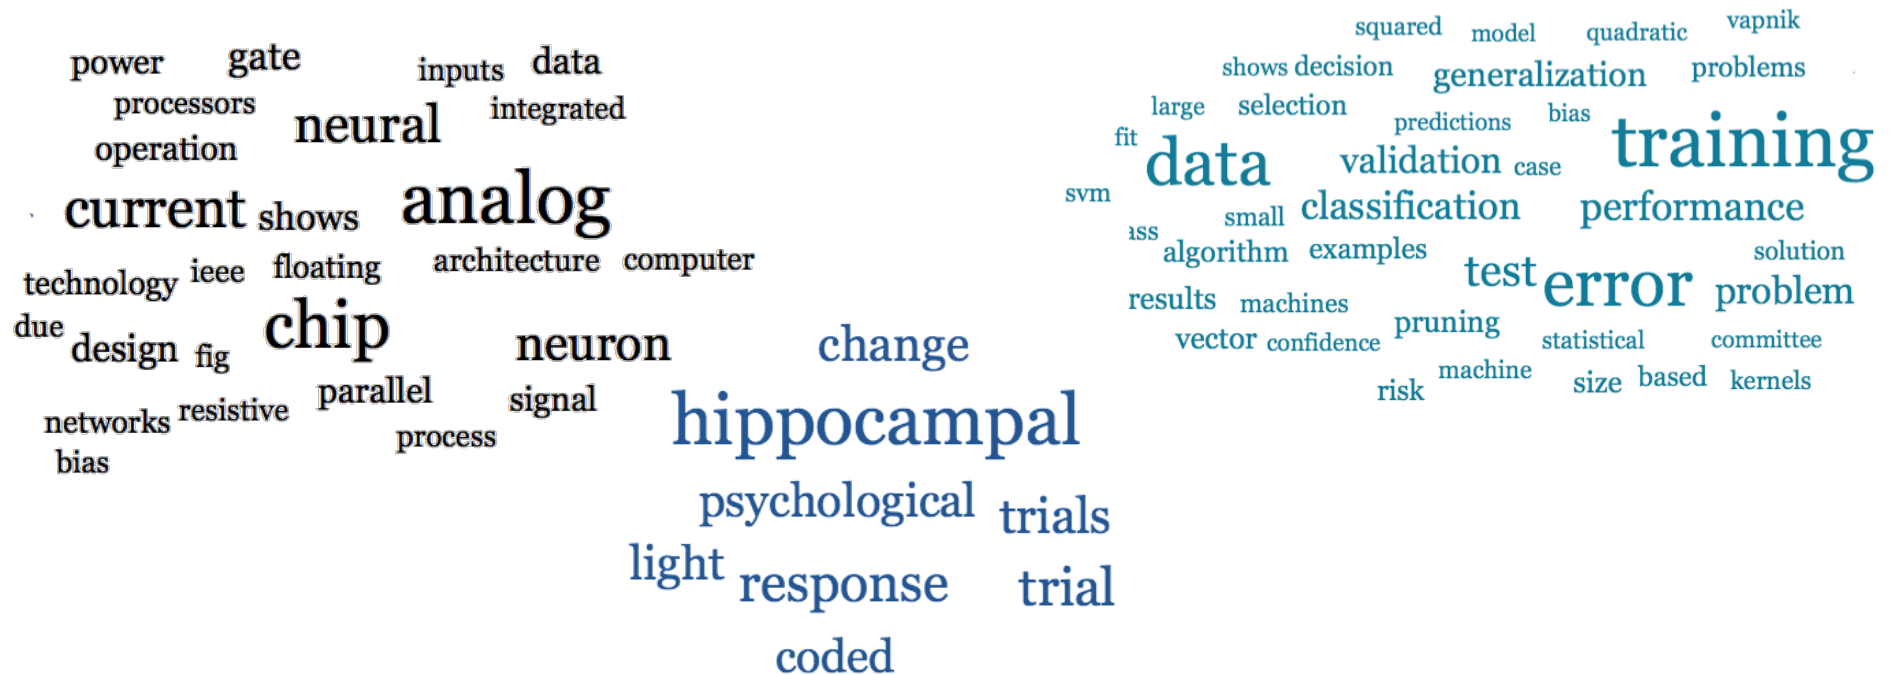 power gate inputs data
processors neural integrated
operation
current shows analog
technology ieee floating architecture computer
due design fig chip neuron
networks resistive parallel signal
bias process
change
hippocampal
psychological trials
light response trial
coded
squared model quadratic vapnik
shows decision generalization problems
large selection predictions bias training
fit data validation case
svm small classification performance
ass algorithm examples solution
results machines test error problem
vector confidence pruning statistical committee
risk machine size based kernels